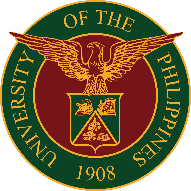 UNIVERSITY OF THE PHILIPPINES
1908